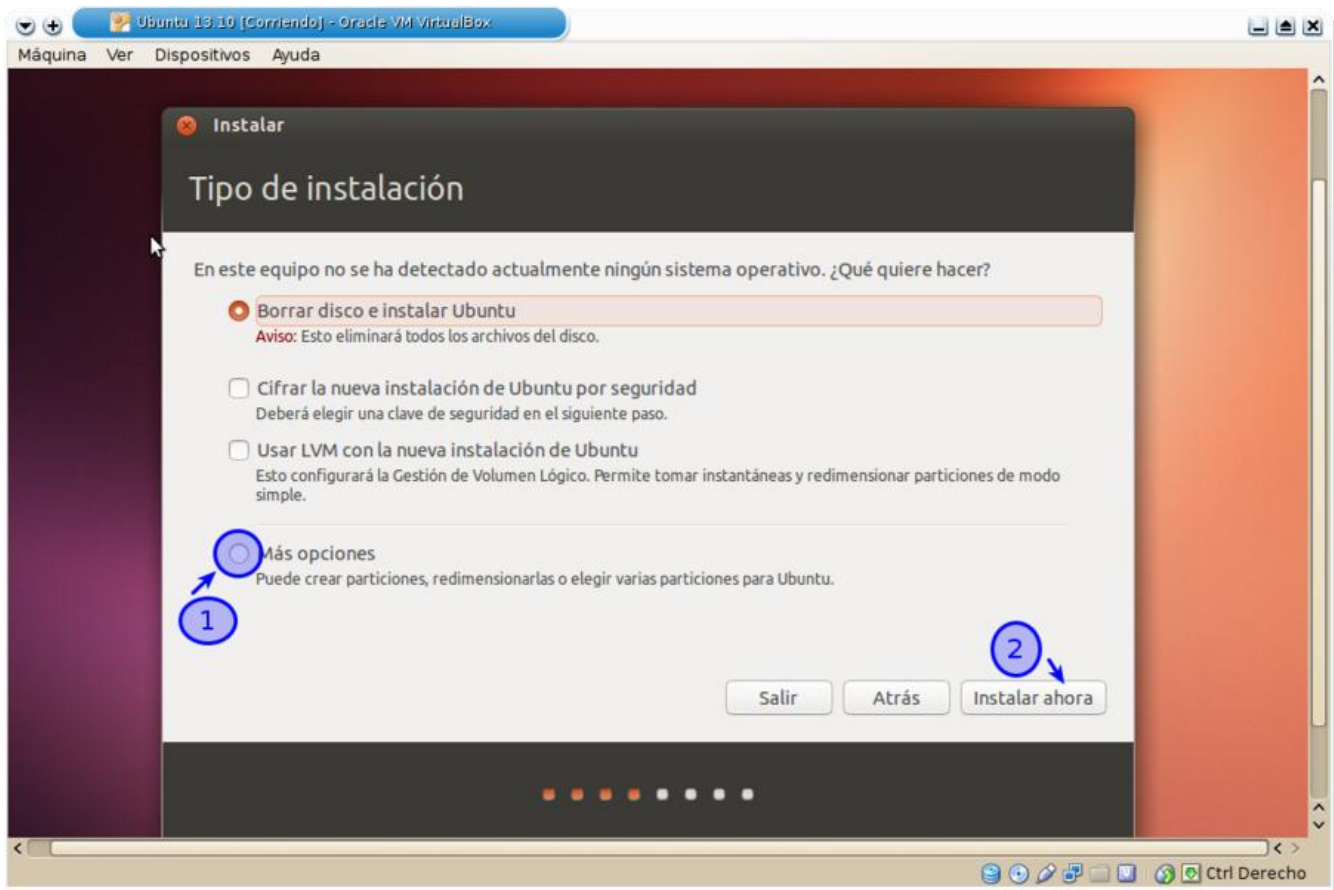 Ubuntu 13.10 [Corriendo] - Oracle VM VirtualBox
Máquina Ver Dispositivos Ayuda
Instalar
Tipo de instalación
En este equipo no se ha detectado actualmente ningún sistema operativo. ¿Qué quiere hacer?
Borrar disco e instalar Ubuntu
Aviso: Esto eliminará todos los archivos del disco.
Cifrar la nueva instalación de Ubuntu por seguridad
Deberá elegir una clave de seguridad en el siguiente paso.
Usar LVM con la nueva instalación de Ubuntu
Esto configurará la Gestión de Volumen Lógico. Permite tomar instantáneas y redimensionar particiones de modo
simple.
Más opciones
Puede crear particiones, redimensionarlas o elegir varias particiones para Ubuntu.
1
2
Salir Atrás Instalar ahora
Ctrl Derecho